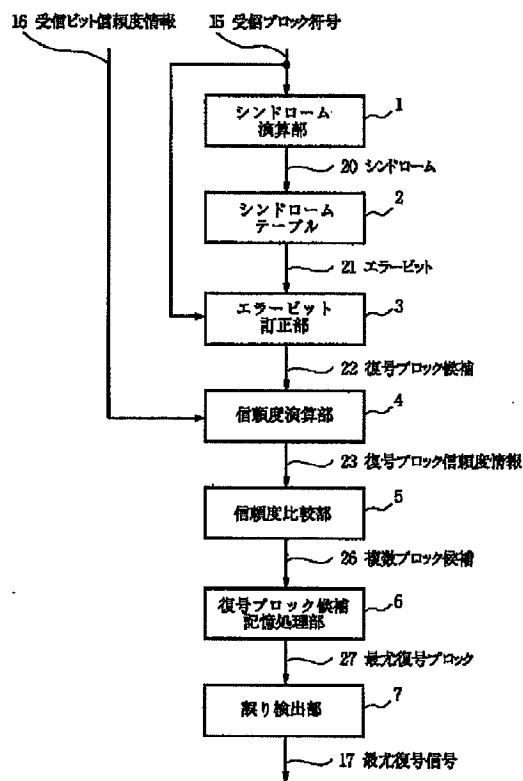 16 受信ビット信頼度情報
15 受信ブロック符号
シンドローム
演算部
1
20 シンドローム
シンドローム
テーブル
2
21 エラービット
エラービット
訂正部
3
22 復号ブロック候補
信頼度演算部
4
23 復号ブロック信頼度情報
信頼度比較部
5
26 複数ブロック候補
復号ブロック候補
記憶処理部
6
27 最尤復号ブロック
誤り検出部
7
17 最尤復号信号